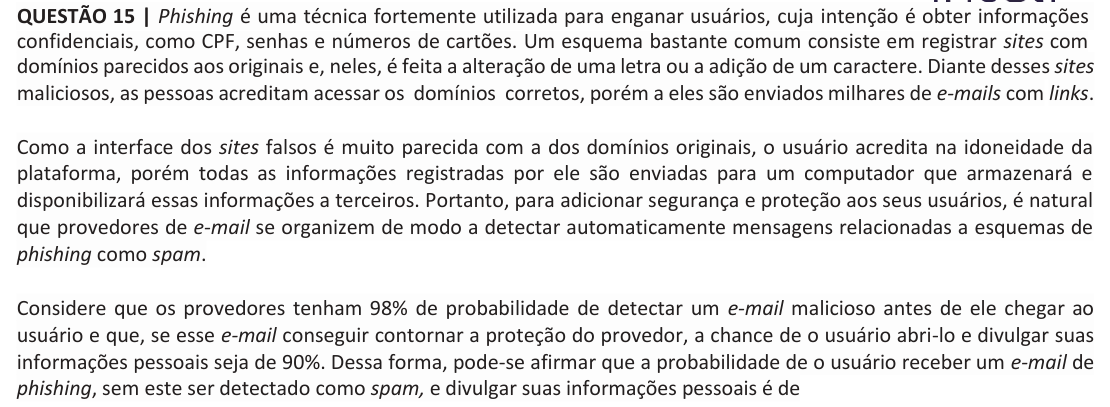 QUESTÃO 15 | Phishing é uma técnica fortemente utilizada para enganar usuários, cuja intenção é obter informações
confidenciais, como CPF, senhas e números de cartões. Um esquema bastante comum consiste em registrar sites com
domínios parecidos aos originais e, neles, é feita a alteração de uma letra ou a adição de um caractere. Diante desses sites
maliciosos, as pessoas acreditam acessar os domínios corretos, porém a eles são enviados milhares de e-mails com links.
Como a interface dos sites falsos é muito parecida com a dos domínios originais, o usuário acredita na idoneidade da
plataforma, porém todas as informações registradas por ele são enviadas para um computador que armazenará e
disponibilizará essas informações a terceiros. Portanto, para adicionar segurança e proteção aos seus usuários, é natural
que provedores de e-mail se organizem de modo a detectar automaticamente mensagens relacionadas a esquemas de
phishing como spam.
Considere que os provedores tenham 98% de probabilidade de detectar um e-mail malicioso antes de ele chegar ao
usuário e que, se esse e-mail conseguir contornar a proteção do provedor, a chance de o usuário abri-lo e divulgar suas
informações pessoais seja de 90%. Dessa forma, pode-se afirmar que a probabilidade de o usuário receber um e-mail de
phishing, sem este ser detectado como spam, e divulgar suas informações pessoais é de